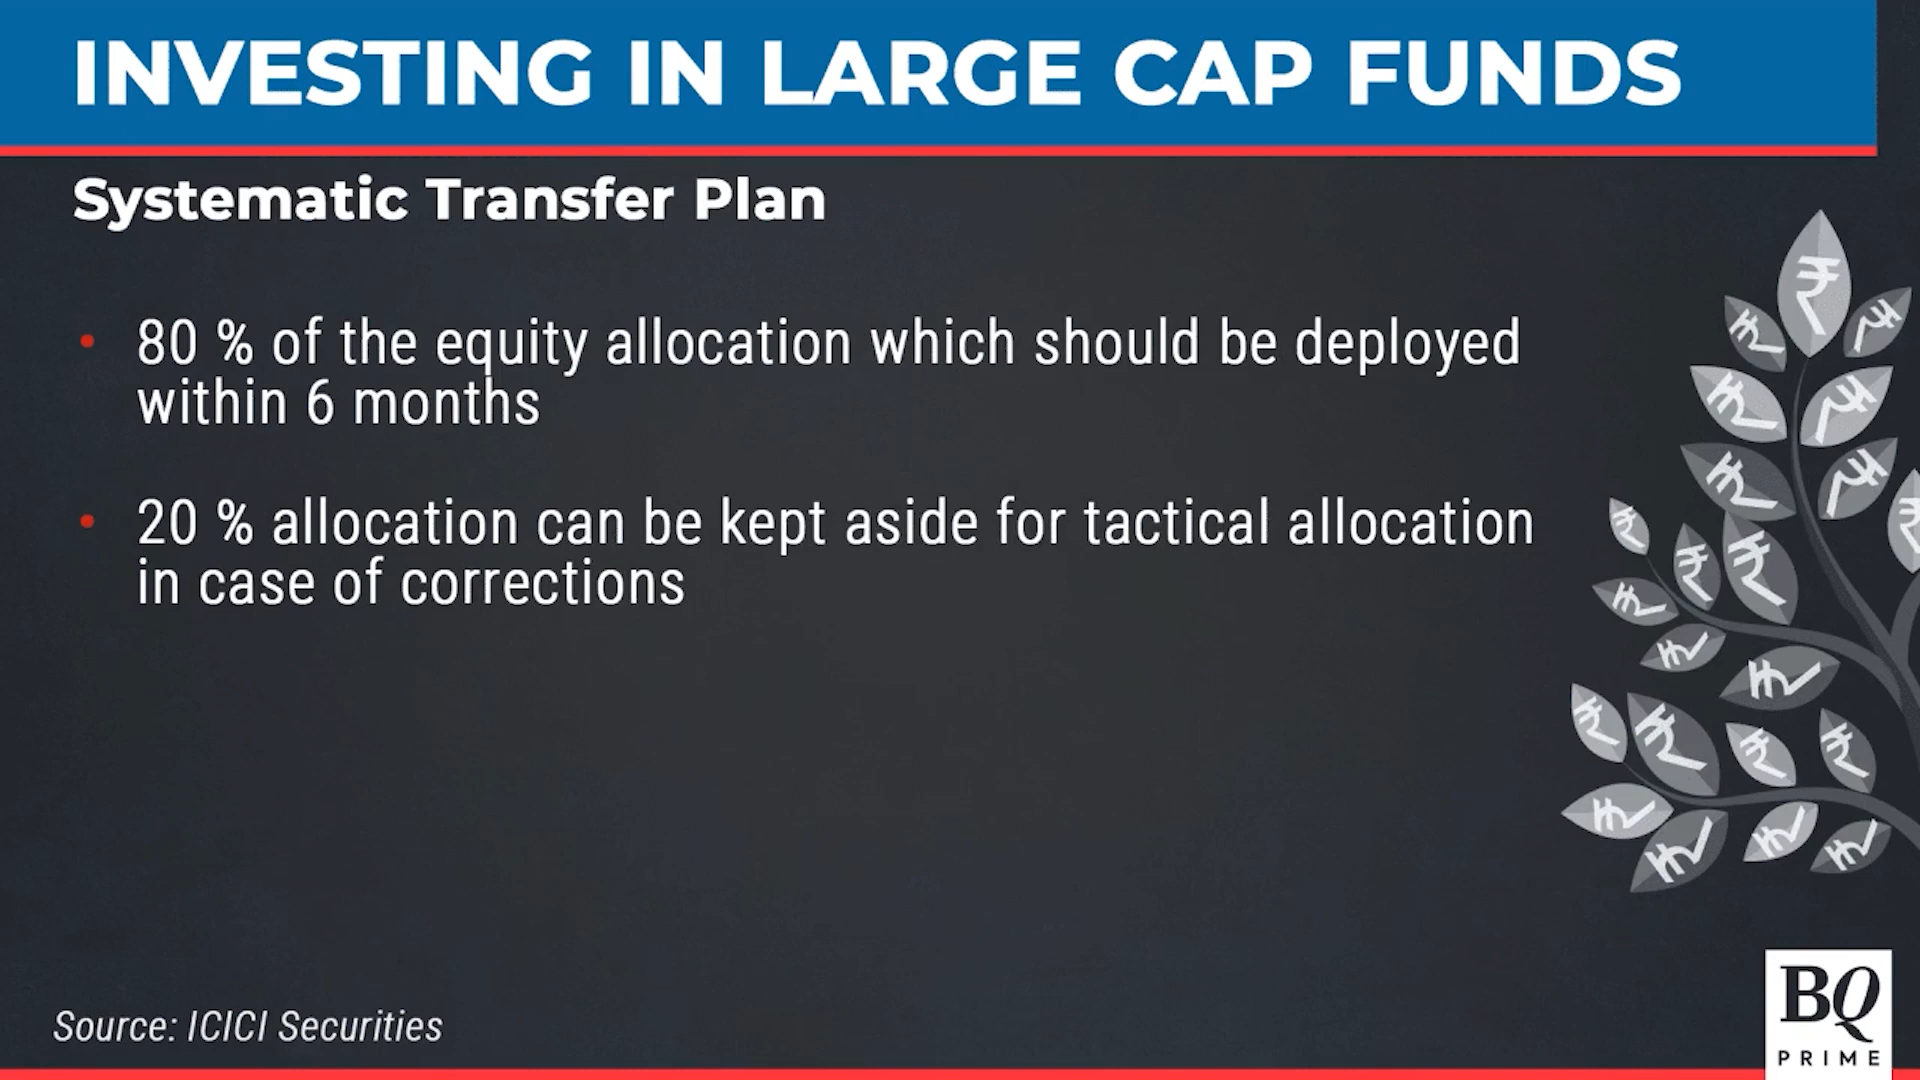 INVESTING IN LARGE CAP FUNDS
Systematic Transfer Plan
• 80 % of the equity allocation which should be deployed
within 6 months
• 20 % allocation can be kept aside for tactical allocation
in case of corrections
Source: ICICI Securities
BQ
PRIME